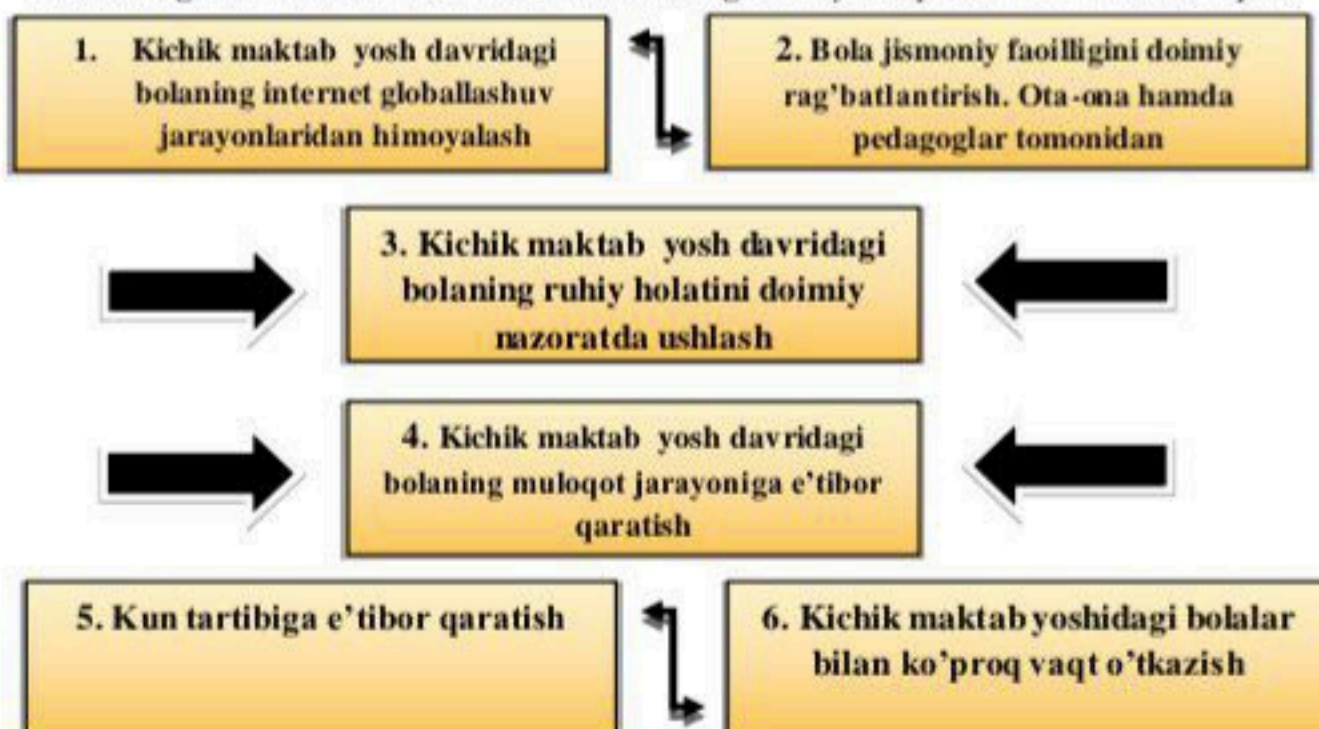 1. Kichik maktab yosh davridagi
bolaning internet globallashuv
jarayonlaridan himoyalash
2. Bola jismoniy faoilligini doimiy
rag'batlantirish. Ota-ona hamda
pedagoglar tomonidan
3. Kichik maktab yosh davridagi
bolaning ruhiy holatini doimiy
nazoratda ushlash
4. Kichik maktab yosh davridagi
bolaning muloqot jarayoniga e'tibor
qaratish
5. Kun tartibiga e'tibor qaratish
6. Kichik maktab yoshidagi bolalar
bilan ko'proq vaqt o'tkazish